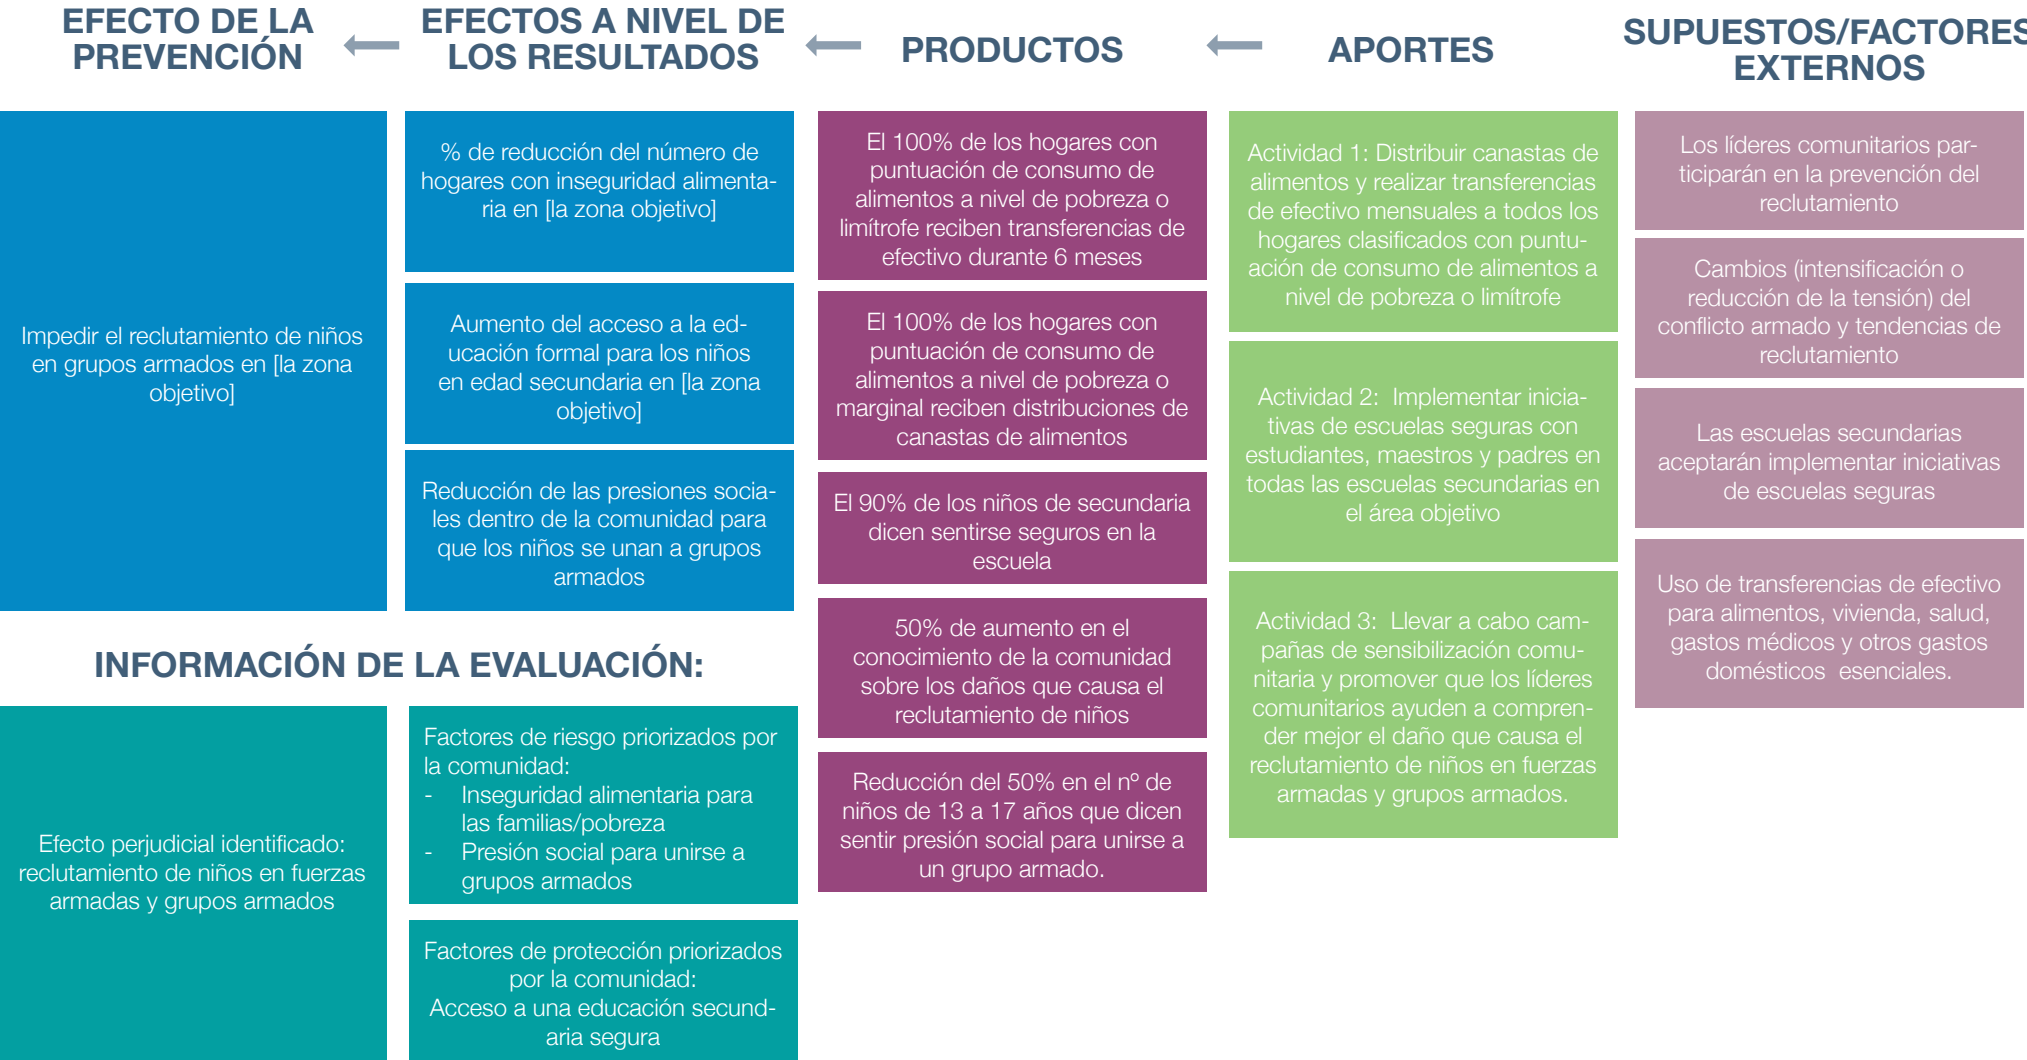 EFECTO DE LA
PREVENCIÓN
EFECTOS A NIVEL DE
LOS RESULTADOS
PRODUCTOS
APORTES
SUPUESTOS/FACTORES
EXTERNOS
Impedir el reclutamiento de niños
en grupos armados en [la zona
objetivo]
% de reducción del número de
hogares con inseguridad alimenta-
ria en [la zona objetivo]
Aumento del acceso a la ed-
ucación formal para los niños
en edad secundaria en [la zona
objetivo]
Reducción de las presiones socia-
les dentro de la comunidad para
que los niños se unan a grupos
armados
El 100% de los hogares con
puntuación de consumo de
alimentos a nivel de pobreza o
limítrofe reciben transferencias de
efectivo durante 6 meses
El 100% de los hogares con
puntuación de consumo de
alimentos a nivel de pobreza o
marginal reciben distribuciones de
canastas de alimentos
El 90% de los niños de secundaria
dicen sentirse seguros en la
escuela
50% de aumento en el
conocimiento de la comunidad
sobre los daños que causa el
reclutamiento de niños
Reducción del 50% en el nº de
niños de 13 a 17 años que dicen
sentir presión social para unirse a
un grupo armado.
Actividad 1: Distribuir canastas de
alimentos y realizar transferencias
de efectivo mensuales a todos los
hogares clasificados con puntu-
ación de consumo de alimentos a
nivel de pobreza o limítrofe
Actividad 2:  Implementar inicia-
tivas de escuelas seguras con
estudiantes, maestros y padres en
todas las escuelas secundarias en
el área objetivo
Actividad 3:  Llevar a cabo cam-
pañas de sensibilización comu-
nitaria y promover que los líderes
comunitarios ayuden a compren-
der mejor el daño que causa el
reclutamiento de niños en fuerzas
armadas y grupos armados.
Los líderes comunitarios par-
ticiparán en la prevención del
reclutamiento
Cambios (intensificación o
reducción de la tensión) del
conflicto armado y tendencias de
reclutamiento
Las escuelas secundarias
aceptarán implementar iniciativas
de escuelas seguras
Uso de transferencias de efectivo
para alimentos, vivienda, salud,
gastos médicos y otros gastos
domésticos  esenciales.
INFORMACIÓN DE LA EVALUACIÓN:
Efecto perjudicial identificado:
reclutamiento de niños en fuerzas
armadas y grupos armados
Factores de riesgo priorizados por
la comunidad:
- Inseguridad alimentaria para
las familias/pobreza
- Presión social para unirse a
grupos armados
Factores de protección priorizados
por la comunidad:
Acceso a una educación secund-
aria segura